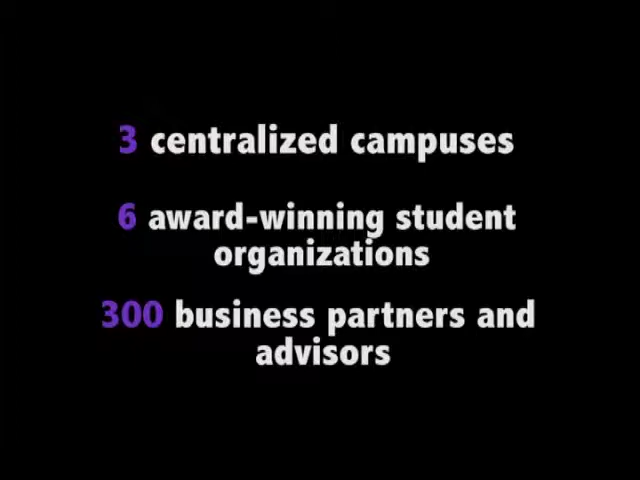 3 centralized campuses
6 award-winning student
organizations
300 business partners and
advisors